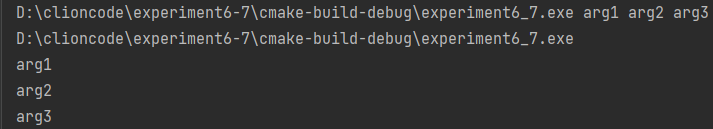 D:\clioncode\experiment6-7\cmake-build-debug\experiment6_7.exe arg1 arg2 arg3
D:\clioncode\experiment6-7\cmake-build-debug\experiment6_7.exe
arg1
arg2
arg3